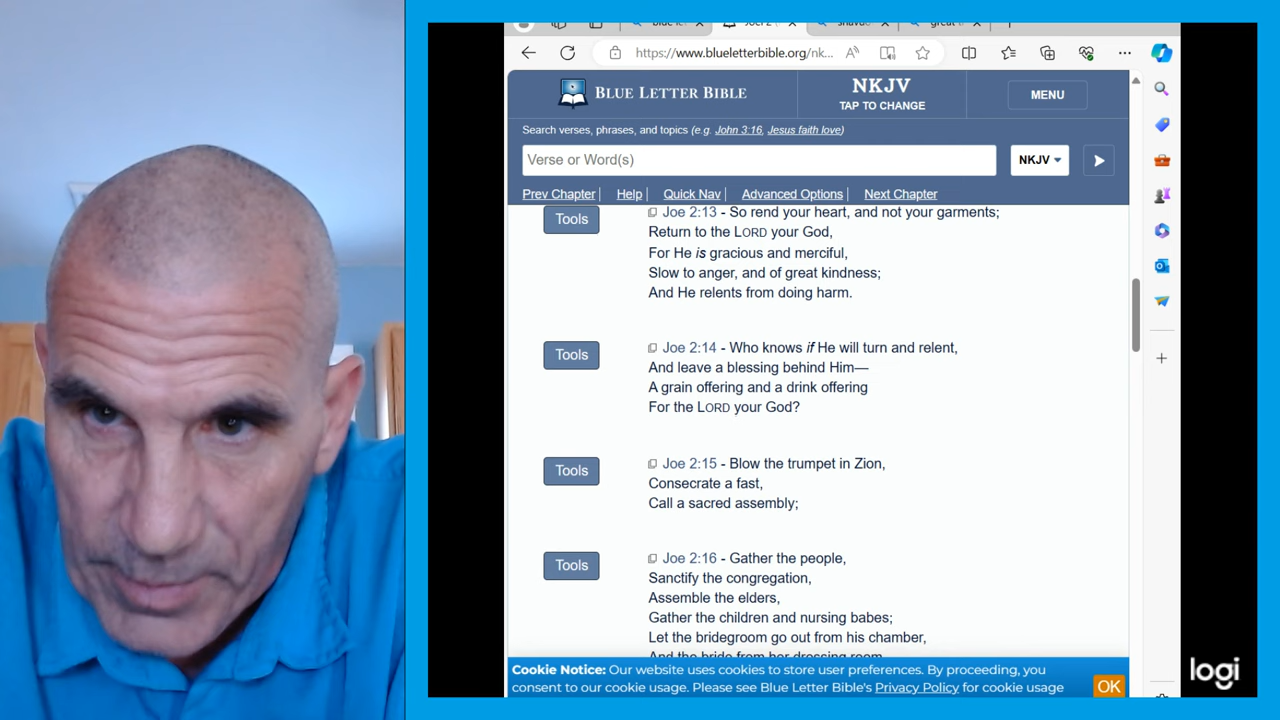 https://www.blueletterbible.org/nk...
BLUE LETTER BIBLE
NKJV
TAP TO CHANGE
MENU
Search verses, phrases, and topics (e.g. John 3:16, Jesus faith love)
Verse or Word(s)
NKJV
Prev Chapter | Help | Quick Nav | Advanced Options | Next Chapter
Tools
Joe 2:13 - So rend your heart, and not your garments;
Return to the LORD your God,
For He is gracious and merciful,
Slow to anger, and of great kindness;
And He relents from doing harm.
Tools
Joe 2:14 - Who knows if He will turn and relent,
And leave a blessing behind Him—
A grain offering and a drink offering
For the LORD your God?
Tools
Joe 2:15 - Blow the trumpet in Zion,
Consecrate a fast,
Call a sacred assembly;
Tools
Joe 2:16 - Gather the people,
Sanctify the congregation,
Assemble the elders,
Gather the children and nursing babes;
Let the bridegroom go out from his chamber,
And the bride from her dressing room.
Cookie Notice: Our website uses cookies to store user preferences. By proceeding, you
consent to our cookie usage. Please see Blue Letter Bible's Privacy Policy for cookie usage
OK
logi